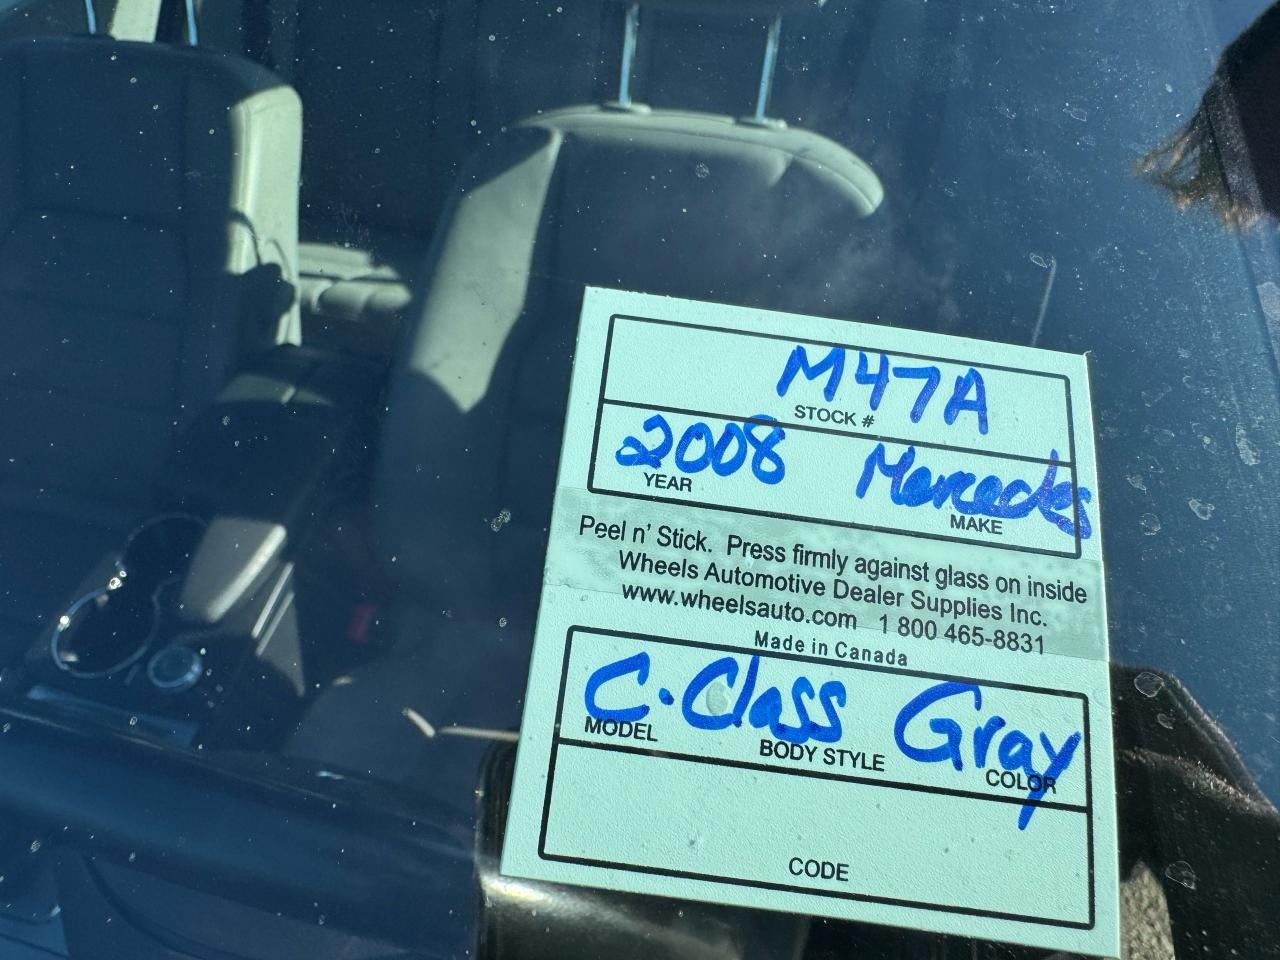 M47A
STOCK #
2008 Mercedes
YEAR MAKE
Peel n' Stick. Press firmly against glass on inside
Wheels Automotive Dealer Supplies Inc.
www.wheelsauto.com 1 800 465-8831
Made in Canada
C-Class Gray
MODEL BODY STYLE COLOR
CODE